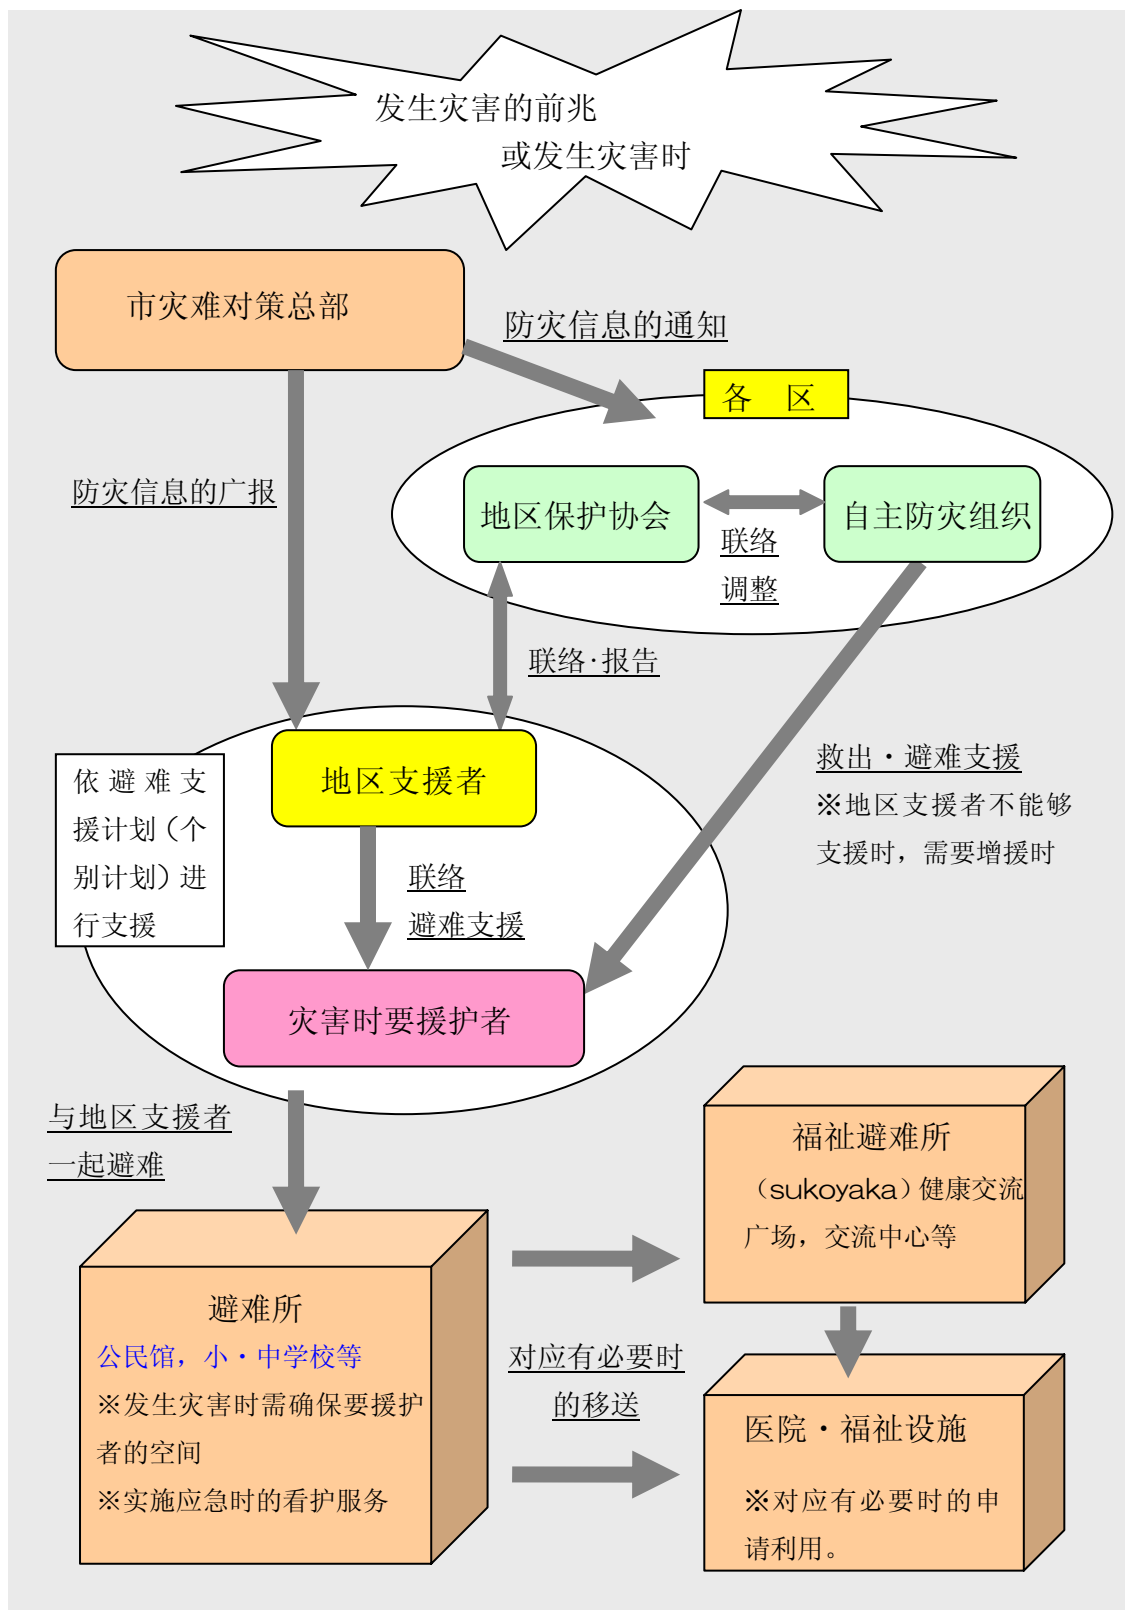 发生灾害的前兆
或发生灾害时
市灾难对策总部
防灾信息的通知
各 区
防灾信息的广报
地区保护协会
联络
调整
自主防灾组织
联络·报告
救出・避难支援
※地区支援者不能够
支援时，需要增援时
依避难支
援计划（个
别计划）进
行支援
地区支援者
联络
避难支援
灾害时要援护者
与地区支援者
一起避难
福祉避难所
（sukoyaka）健康交流
广场，交流中心等
避难所
公民馆，小・中学校等
※发生灾害时需确保要援护
者的空间
※实施应急时的看护服务
对应有必要时
的移送
医院・福祉设施
※对应有必要时的申
请利用。